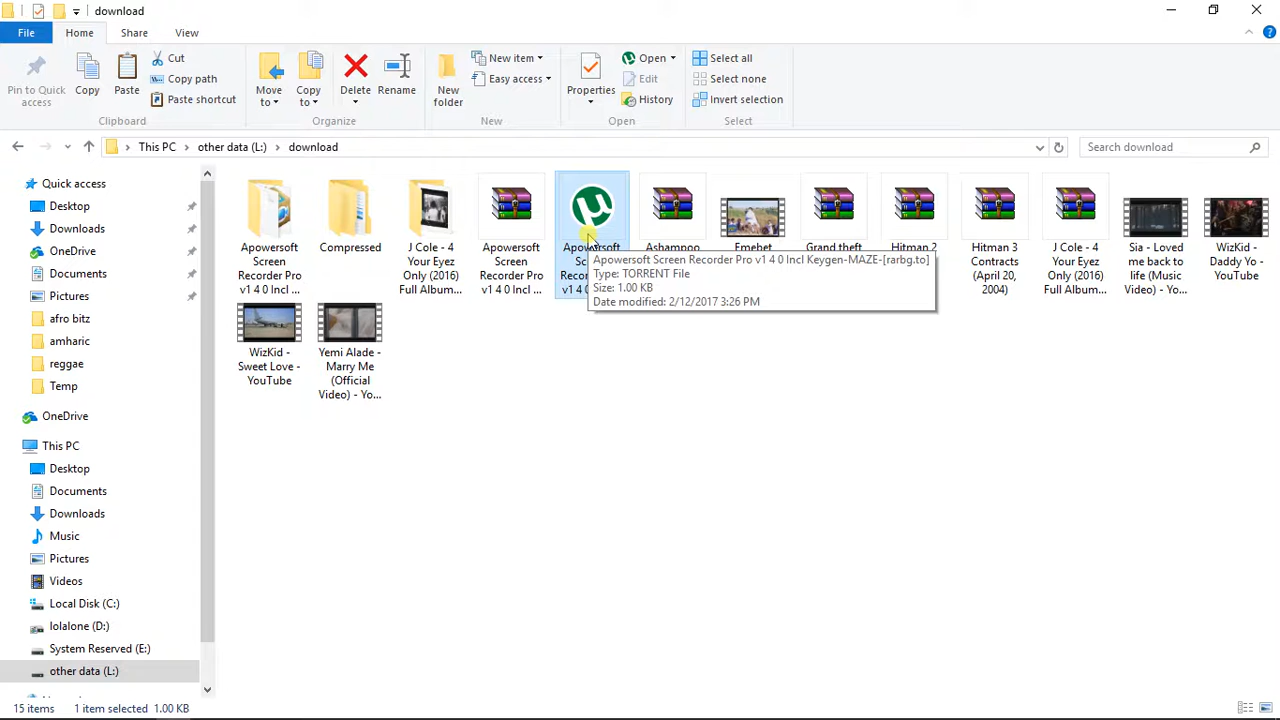 download
File
Home
Share
View
Pin to Quick
access
Copy
Paste
Cut
Copy path
Paste shortcut
Clipboard
Move
to
Copy
to
Delete
Rename
Organize
New
folder
New item
Easy access
New
Properties
Open
Edit
History
Open
Select all
Select none
Invert selection
Select
This PC
other data (L:)
download
Search download
Quick access
Desktop
Downloads
OneDrive
Documents
Pictures
afro bitz
amharic
reggae
Temp
OneDrive
This PC
Desktop
Documents
Downloads
Music
Pictures
Videos
Local Disk (C:)
lolalone (D:)
System Reserved (E:)
other data (L:)
Apowersoft
Screen
Recorder Pro
v1 4 0 Incl ...
Compressed
J Cole - 4
Your Eyez
Only (2016)
Full Album...
Apowersoft
Screen
Recorder Pro
v1 4 0 Incl ...
Apowersoft
Ashampoo
Emebet
Grand theft
Hitman 2
Hitman 3
Contracts
(April 20,
2004)
J Cole - 4
Your Eyez
Only (2016)
Full Album...
Sia - Loved
me back to
life (Music
Video) - Yo...
WizKid -
Daddy Yo -
YouTube
Apowersoft Screen Recorder Pro v1 4 0 Incl Keygen-MAZE-[rarbg.to]
Type: TORRENT File
Size: 1.00 KB
Date modified: 2/12/2017 3:26 PM
WizKid -
Sweet Love -
YouTube
Yemi Alade -
Marry Me
(Official
Video) - Yo...
15 items
1 item selected 1.00 KB